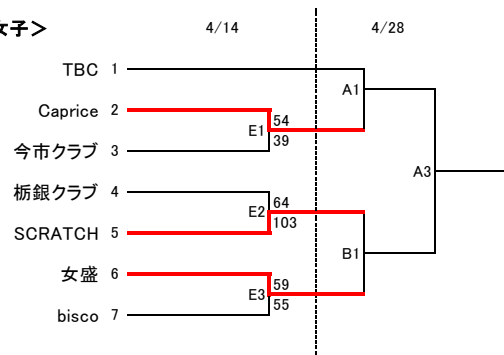 女子＞
4/14 4/28
TBC 1
A1
Caprice 2
54
E1
39
今市クラブ 3
A3
栃銀クラブ 4
64
E2
103
SCRATCH 5
B1
女盛 6
59
E3
55
bisco 7